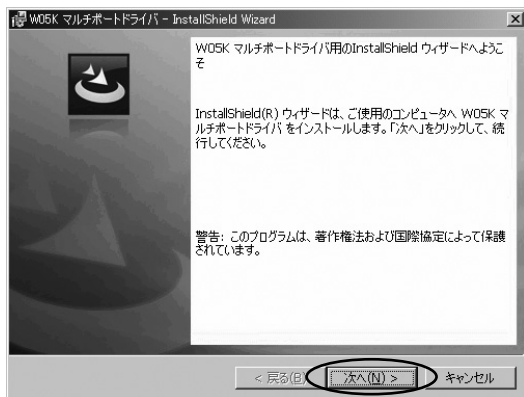 W05K マルチポートドライバ - InstallShield Wizard
W05K マルチポートドライバ用のInstallShield ウィザードへようこ
そ
InstallShield(R) ウィザードは、ご使用のコンピュータへ W05K マ
ルチポートドライバ をインストールします。「次へ」をクリックして、続
行してください。
警告: このプログラムは、著作権法および国際協定によって保護
されています。
< 戻る(B)
次へ(N) >
キャンセル